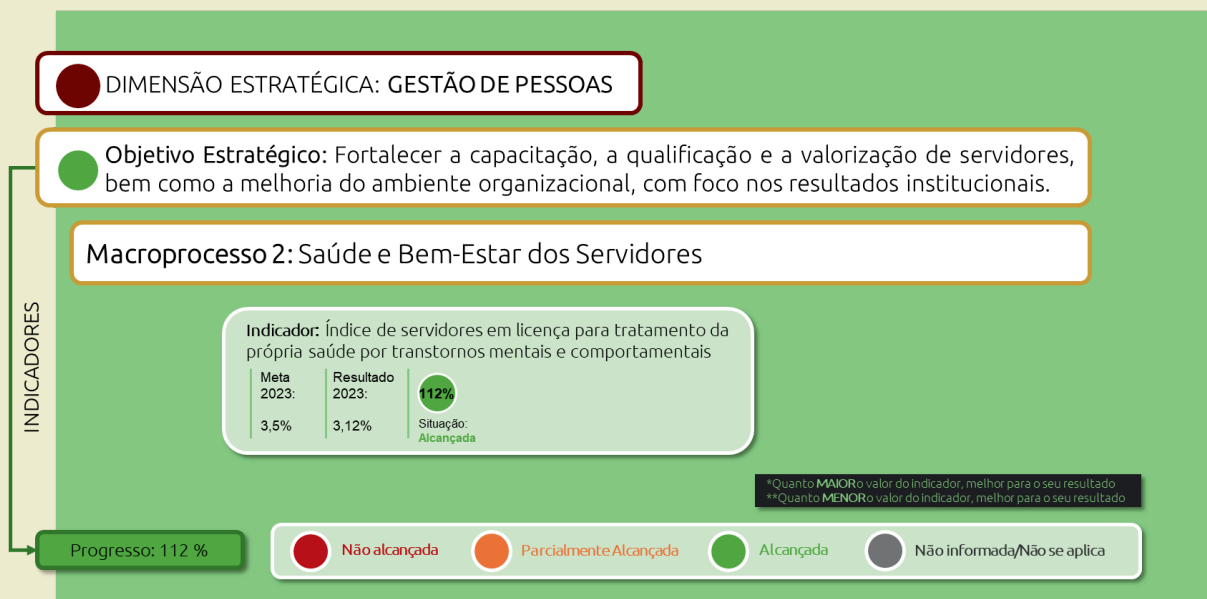 DIMENSÃO ESTRATÉGICA: GESTÃO DE PESSOAS
Objetivo Estratégico: Fortalecer a capacitação, a qualificação e a valorização de servidores,
bem como a melhoria do ambiente organizacional, com foco nos resultados institucionais.
Macroprocesso 2: Saúde e Bem-Estar dos Servidores
INDICADORES
Indicador: Índice de servidores em licença para tratamento da
própria saúde por transtornos mentais e comportamentais
Meta
2023:
3,5%
Resultado
2023:
3,12%
112%
Situação:
Alcançada
*Quanto MAIOR o valor do indicador, melhor para o seu resultado
**Quanto MENOR o valor do indicador, melhor para o seu resultado
Progresso: 112 %
Não alcançada
Parcialmente Alcançada
Alcançada
Não informada/Não se aplica